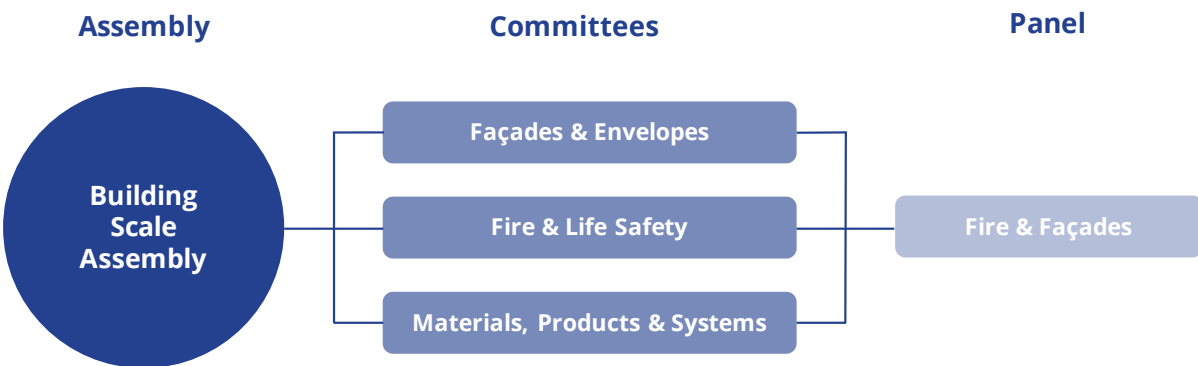 Assembly
Committees
Panel
Building
Scale
Assembly
Façades & Envelopes
Fire & Life Safety
Materials, Products & Systems
Fire & Façades